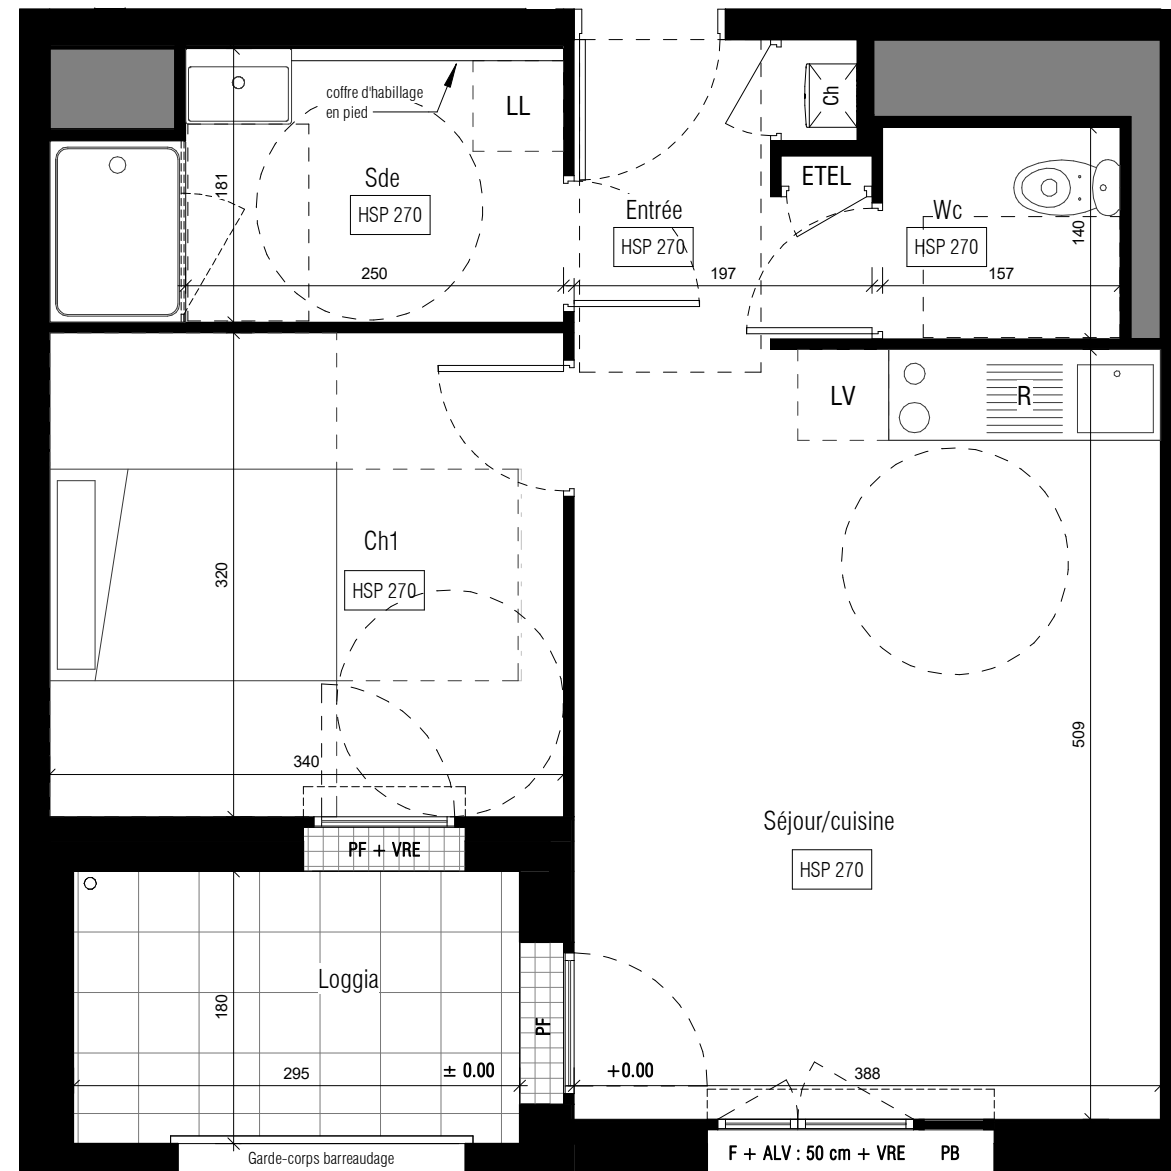 coffre d'habillage
en pied
LL
Ch
ETEL
Sde
HSP 270
181
250
Entrée
HSP 270
197
Wc
HSP 270
140
157
LV
R
Ch1
HSP 270
320
340
PF + VRE
509
Séjour/cuisine
HSP 270
Loggia
180
295
± 0.00
PF
+0.00
388
F + ALV : 50 cm + VRE
PB
Garde-corps barreaudage